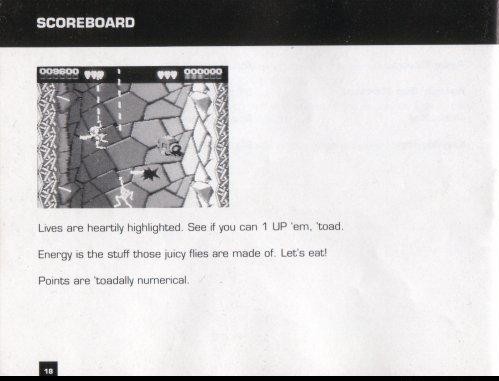 SCOREBOARD
009600 000000
Lives are heartily highlighted. See if you can 1 UP 'em, 'toad.
Energy is the stuff those juicy flies are made of. Let's eat!
Points are 'toadally numerical.
18